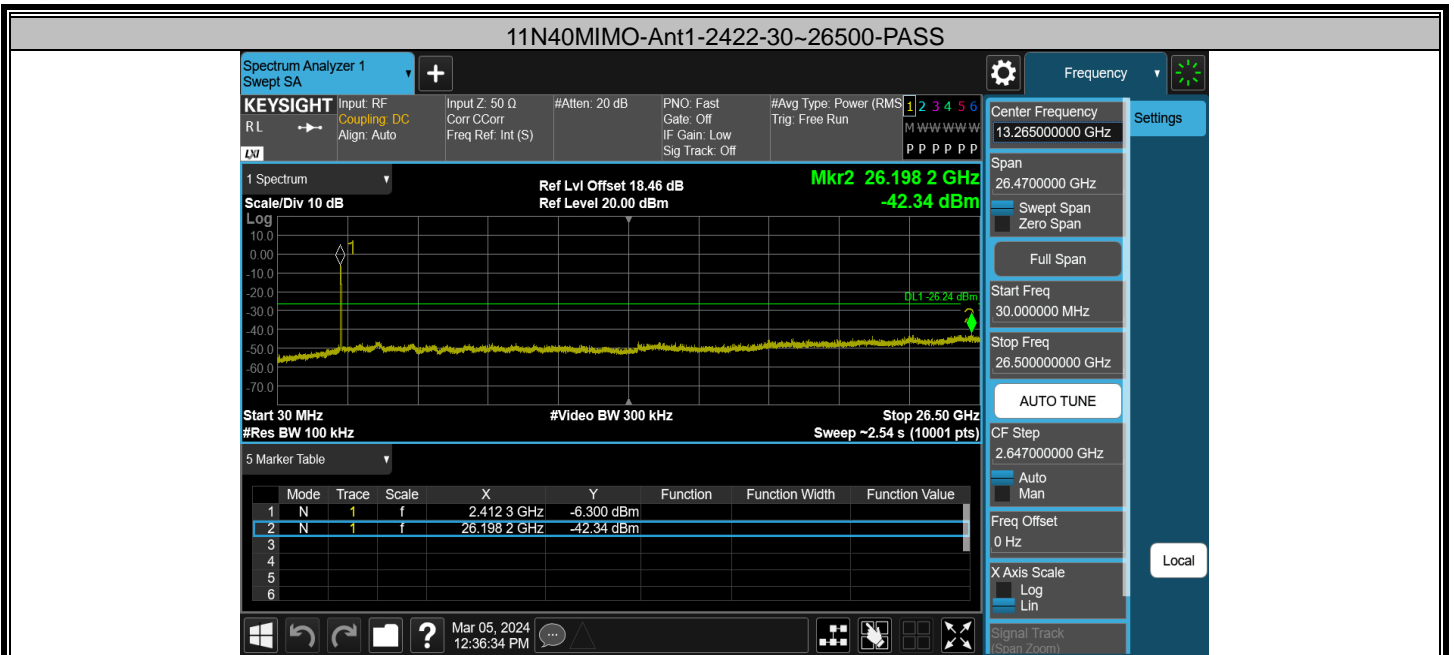 11N40MIMO-Ant1-2422-30~26500-PASS
Spectrum Analyzer 1
Swept SA
+
Frequency
KEYSIGHT
RL
LXI
Input: RF
Coupling: DC
Align: Auto
Input Z: 50 Ω
Corr CCorr
Freq Ref: Int (S)
#Atten: 20 dB
PNO: Fast
Gate: Off
IF Gain: Low
Sig Track: Off
#Avg Type: Power (RMS
Trig: Free Run
1 2 3 4 5 6
M W W W W W
P P P P P P
1 Spectrum
Scale/Div 10 dB
Log
Ref Lvl Offset 18.46 dB
Ref Level 20.00 dBm
Mkr2 26.198 2 GHz
-42.34 dBm
10.0
0.00
-10.0
-20.0
-30.0
-40.0
-50.0
-60.0
-70.0
1
DL1 -26.24 dBm
2
Start 30 MHz
#Video BW 300 kHz
Stop 26.50 GHz
#Res BW 100 kHz
Sweep ~2.54 s (10001 pts)
5 Marker Table
Mode Trace Scale X Y Function Function Width Function Value
1 N 1 f 2.412 3 GHz -6.300 dBm
2 N 1 f 26.198 2 GHz -42.34 dBm
3
4
5
6
?
Mar 05, 2024
12:36:34 PM
Center Frequency
13.265000000 GHz
Span
26.4700000 GHz
Swept Span
Zero Span
Full Span
Start Freq
30.000000 MHz
Stop Freq
26.500000000 GHz
AUTO TUNE
CF Step
2.647000000 GHz
Auto
Man
Freq Offset
0 Hz
X Axis Scale
Log
Lin
Signal Track
(Span Zoom)
Settings
Local